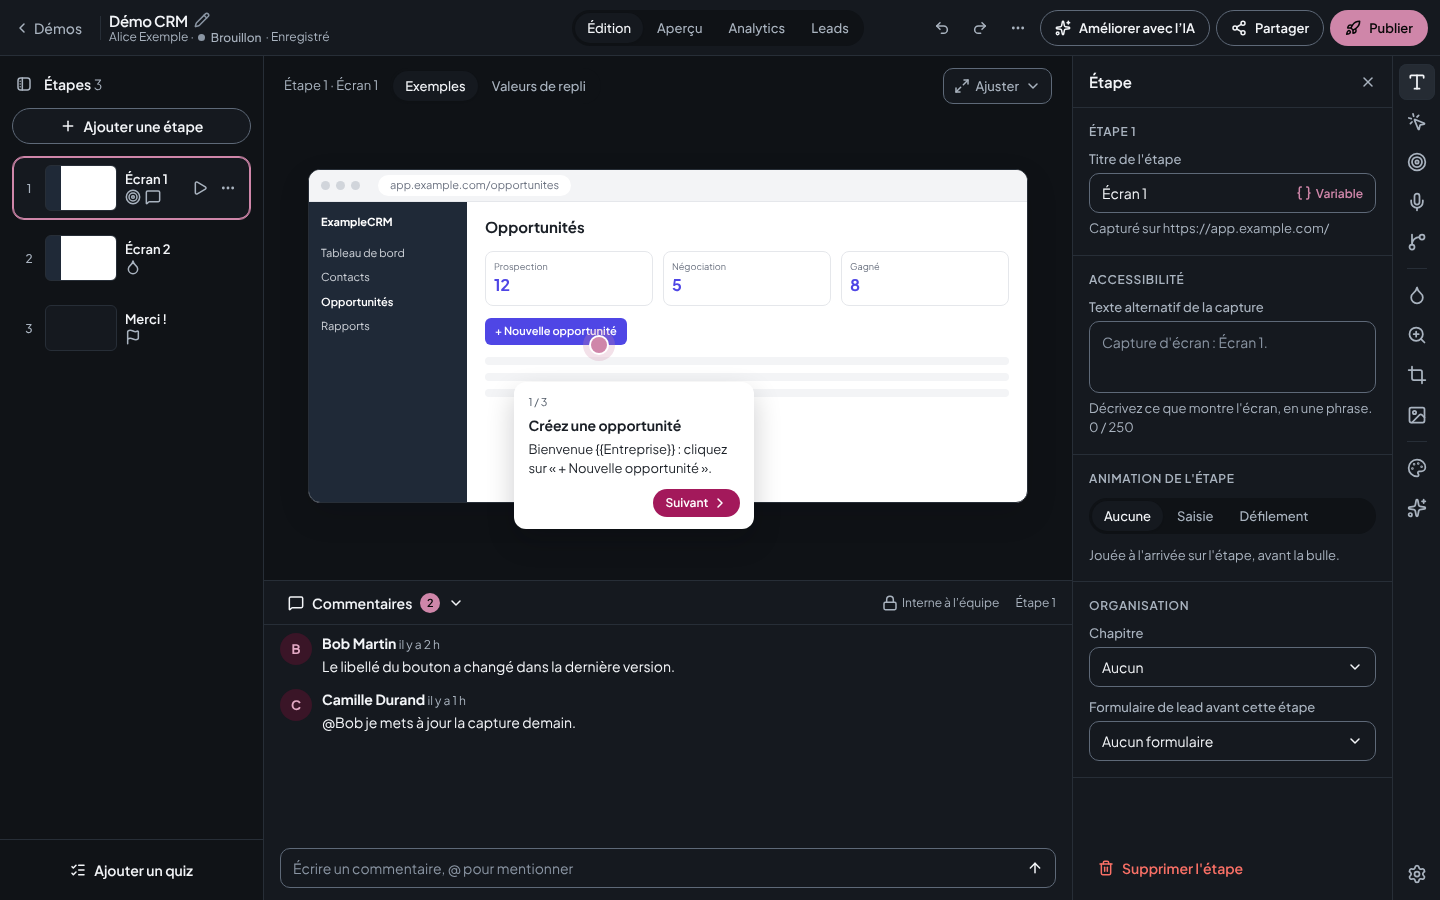 Démos
Démo CRM
Alice Exemple · Brouillon · Enregistré
Édition
Aperçu
Analytics
Leads
Améliorer avec l'IA
Partager
Publier
Étapes 3
Ajouter une étape
1
Écran 1
2
Écran 2
3
Merci !
Ajouter un quiz
Étape 1 · Écran 1
Exemples
Valeurs de repli
Ajuster
app.example.com/opportunites
ExampleCRM
Tableau de bord
Contacts
Opportunités
Rapports
Opportunités
Prospection
12
Négociation
5
Gagné
8
+ Nouvelle opportunité
1 / 3
Créez une opportunité
Bienvenue {{Entreprise}} : cliquez
sur « + Nouvelle opportunité ».
Suivant
Commentaires 2
Interne à l'équipe
Étape 1
B
Bob Martin il y a 2 h
Le libellé du bouton a changé dans la dernière version.
C
Camille Durand il y a 1 h
@Bob je mets à jour la capture demain.
Écrire un commentaire, @ pour mentionner
Étape
ÉTAPE 1
Titre de l'étape
Écran 1
{ } Variable
Capturé sur https://app.example.com/
ACCESSIBILITÉ
Texte alternatif de la capture
Capture d'écran : Écran 1.
Décrivez ce que montre l'écran, en une phrase.
0 / 250
ANIMATION DE L'ÉTAPE
Aucune
Saisie
Défilement
Jouée à l'arrivée sur l'étape, avant la bulle.
ORGANISATION
Chapitre
Aucun
Formulaire de lead avant cette étape
Aucun formulaire
Supprimer l'étape